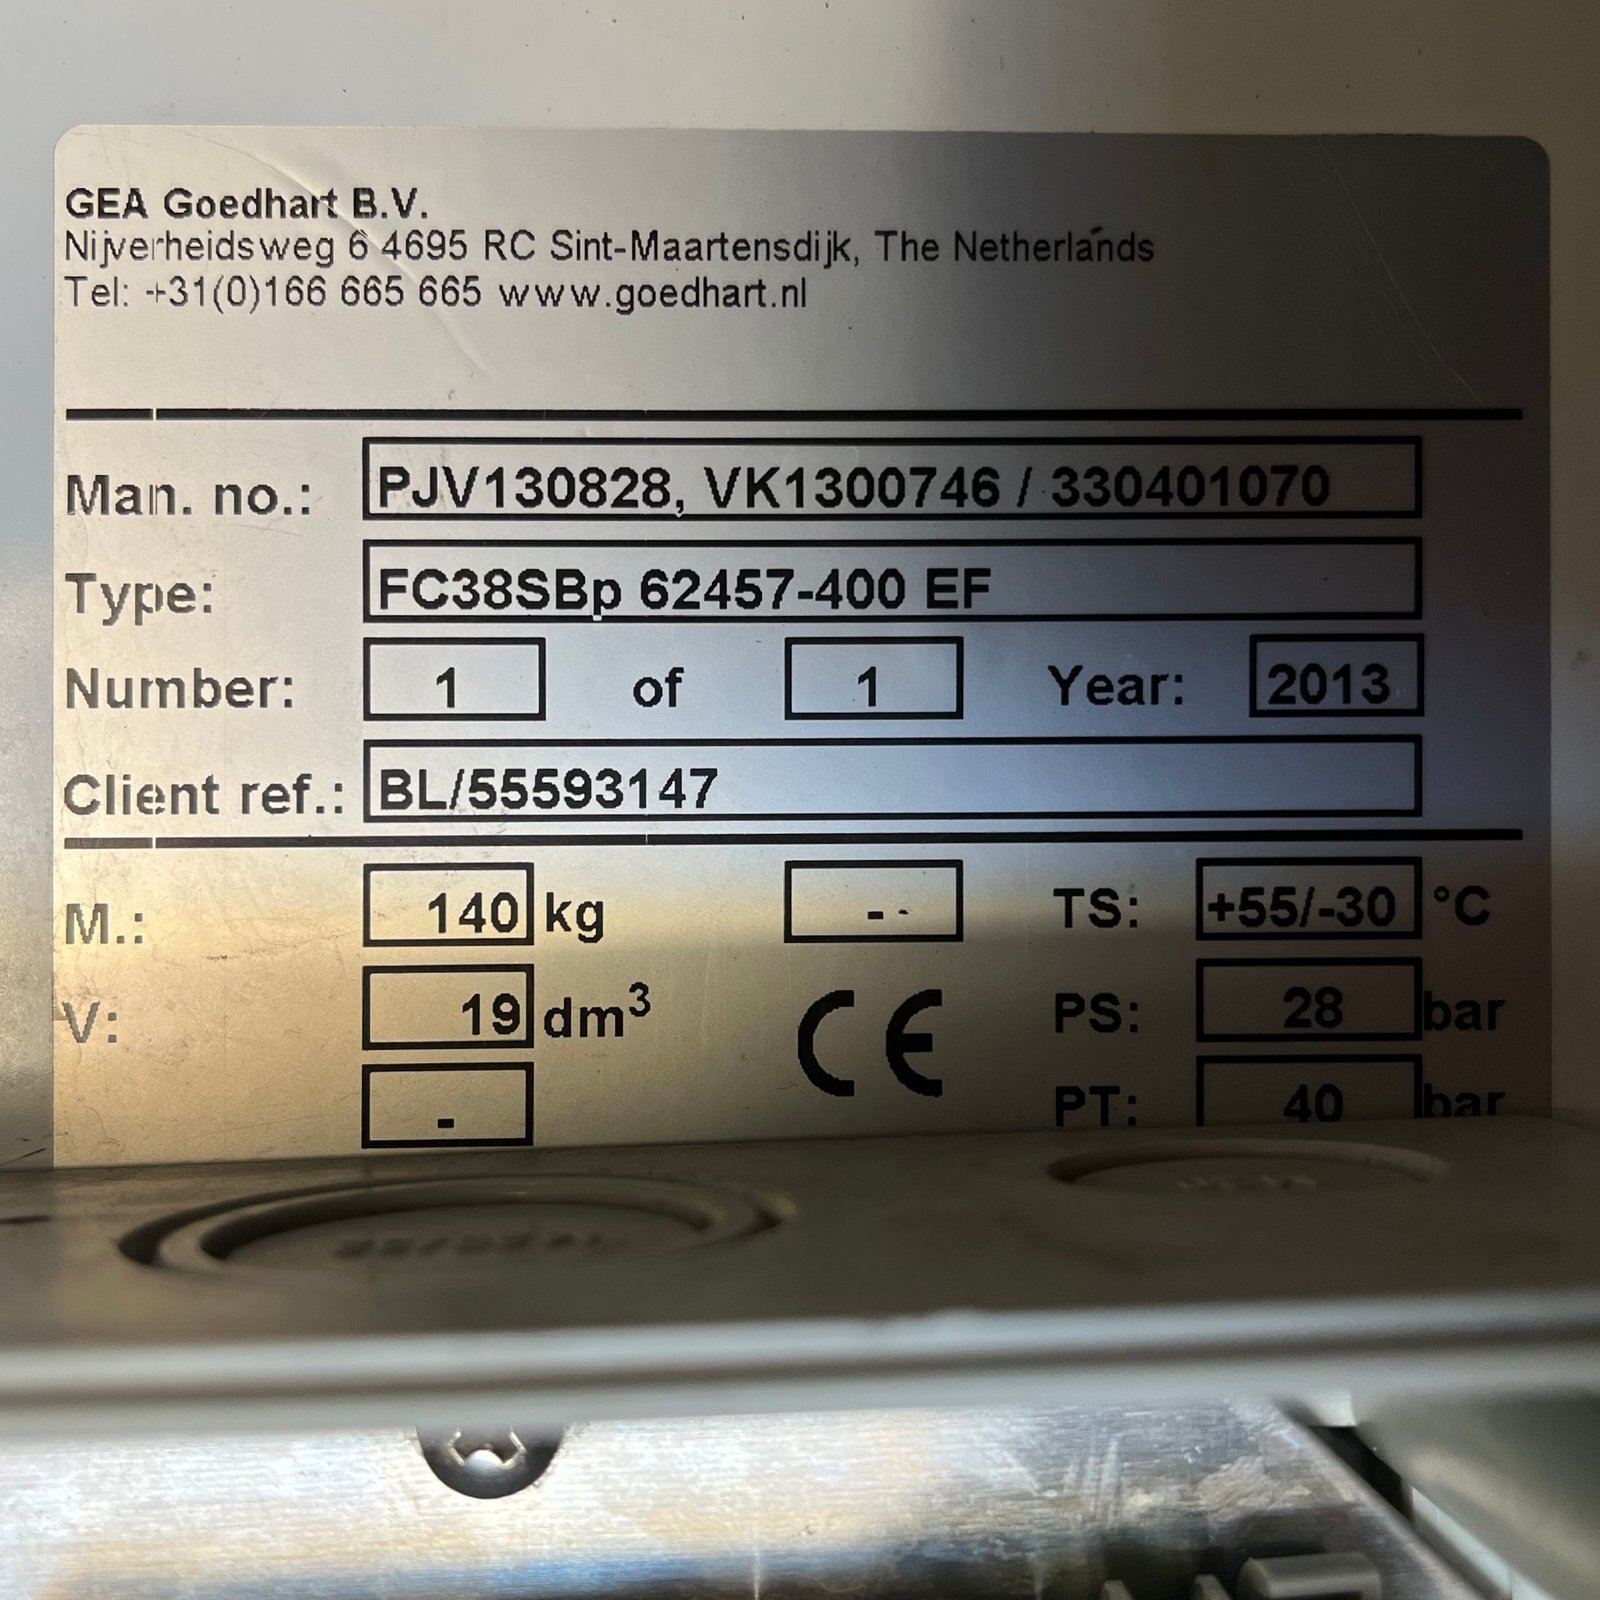 GEA Goedhart B.V.
Nijverheidsweg 6 4695 RC Sint-Maartensdijk, The Netherlands
Tel: +31(0)166 665 665 www.goedhart.nl
Man. no.: PJV130828, VK1300746 / 330401070
Type: FC38SBp 62457-400 EF
Number: 1 of 1 Year: 2013
Client ref.: BL/55593147
M.: 140 kg -- TS: +55/-30 °C
V: 19 dm³ CE PS: 28 bar
- PT: 40 bar